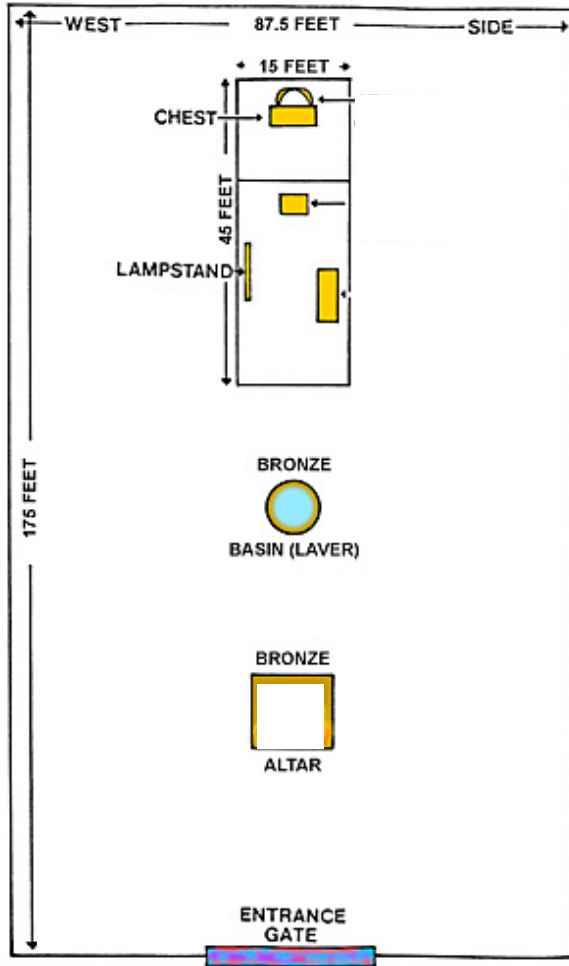 WEST 87.5 FEET SIDE
15 FEET
CHEST
45 FEET
LAMPSTAND
175 FEET
BRONZE
BASIN (LAVER)
BRONZE
ALTAR
ENTRANCE
GATE